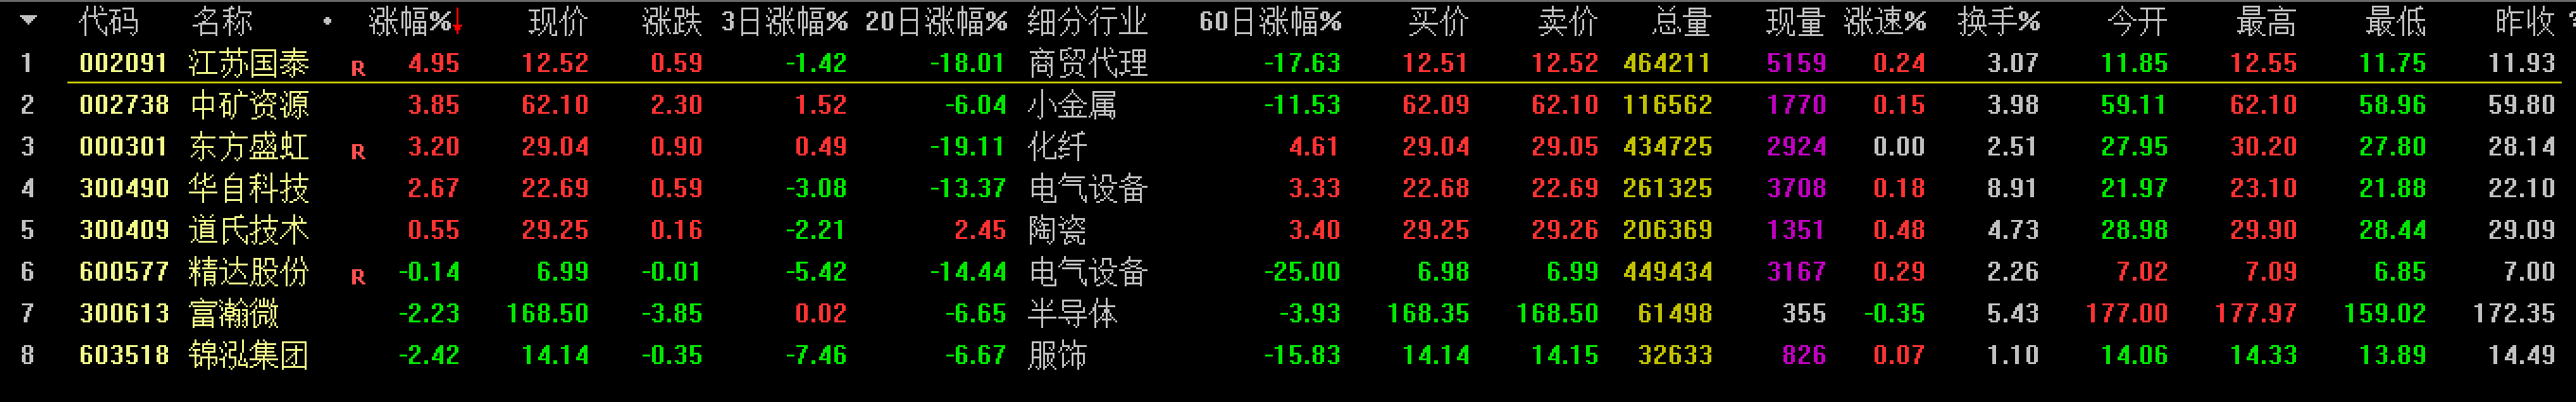 代码 名称 • 涨幅%↓ 现价 涨跌 3日涨幅% 20日涨幅% 细分行业 60日涨幅% 买价 卖价 总量 现量 涨速% 换手% 今开 最高 最低 昨收
1 002091 江苏国泰 R 4.95 12.52 0.59 -1.42 -18.01 商贸代理 -17.63 12.51 12.52 464211 5159 0.24 3.07 11.85 12.55 11.75 11.93
2 002738 中矿资源 3.85 62.10 2.30 1.52 -6.04 小金属 -11.53 62.09 62.10 116562 1770 0.15 3.98 59.11 62.10 58.96 59.80
3 000301 东方盛虹 R 3.20 29.04 0.90 0.49 -19.11 化纤 4.61 29.04 29.05 434725 2924 0.00 2.51 27.95 30.20 27.80 28.14
4 300490 华自科技 2.67 22.69 0.59 -3.08 -13.37 电气设备 3.33 22.68 22.69 261325 3708 0.18 8.91 21.97 23.10 21.88 22.10
5 300409 道氏技术 0.55 29.25 0.16 -2.21 2.45 陶瓷 3.40 29.25 29.26 206369 1351 0.48 4.73 28.98 29.90 28.44 29.09
6 600577 精达股份 R -0.14 6.99 -0.01 -5.42 -14.44 电气设备 -25.00 6.98 6.99 449434 3167 0.29 2.26 7.02 7.09 6.85 7.00
7 300613 富瀚微 -2.23 168.50 -3.85 0.02 -6.65 半导体 -3.93 168.35 168.50 61498 355 -0.35 5.43 177.00 177.97 159.02 172.35
8 603518 锦泓集团 -2.42 14.14 -0.35 -7.46 -6.67 服饰 -15.83 14.14 14.15 32633 826 0.07 1.10 14.06 14.33 13.89 14.49